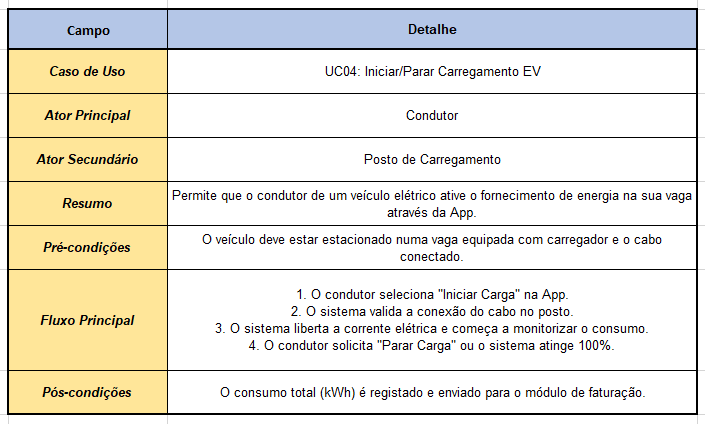 Campo Detalhe
Caso de Uso UC04: Iniciar/Parar Carregamento EV
Ator Principal Condutor
Ator Secundário Posto de Carregamento
Resumo Permite que o condutor de um veículo elétrico ative o fornecimento de energia na sua vaga
através da App.
Pré-condições O veículo deve estar estacionado numa vaga equipada com carregador e o cabo
conectado.
Fluxo Principal
1. O condutor seleciona "Iniciar Carga" na App.
2. O sistema valida a conexão do cabo no posto.
3. O sistema liberta a corrente elétrica e começa a monitorizar o consumo.
4. O condutor solicita "Parar Carga" ou o sistema atinge 100%.
Pós-condições O consumo total (kWh) é registado e enviado para o módulo de faturação.